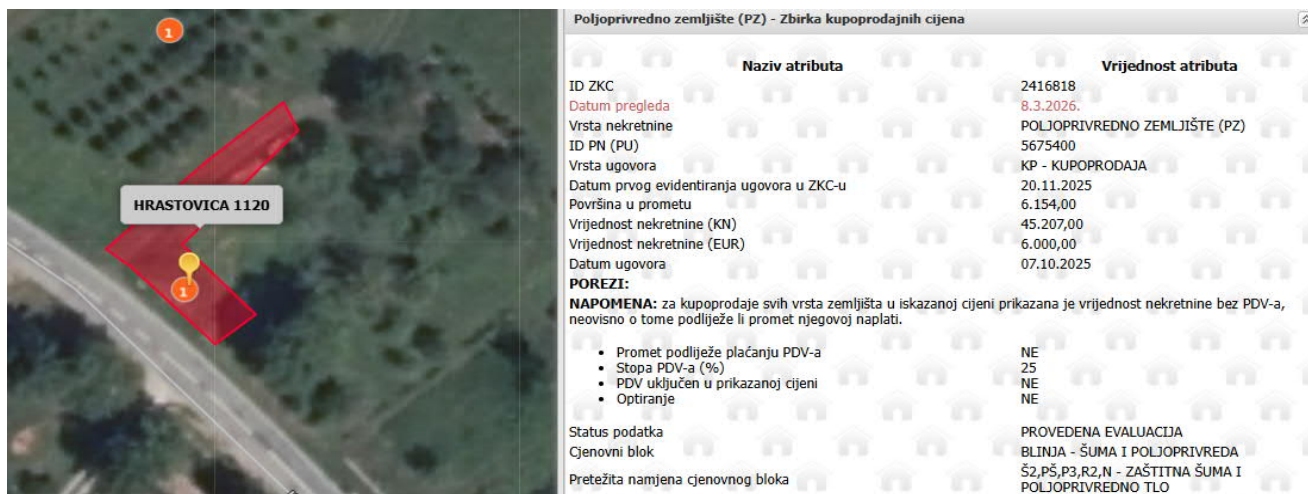 1
HRASTOVICA 1120
1
Poljoprivredno zemljište (PZ) - Zbirka kupoprodajnih cijena
Naziv atributa Vrijednost atributa
ID ZKC 2416818
Datum pregleda 8.3.2026.
Vrsta nekretnine POLJOPRIVREDNO ZEMLJIŠTE (PZ)
ID PN (PU) 5675400
Vrsta ugovora KP - KUPOPRODAJA
Datum prvog evidentiranja ugovora u ZKC-u 20.11.2025
Površina u prometu 6.154,00
Vrijednost nekretnine (KN) 45.207,00
Vrijednost nekretnine (EUR) 6.000,00
Datum ugovora 07.10.2025
POREZI:
NAPOMENA: za kupoprodaje svih vrsta zemljišta u iskazanoj cijeni prikazana je vrijednost nekretnine bez PDV-a,
neovisno o tome podliježe li promet njegovoj naplati.
• Promet podliježe plaćanju PDV-a NE
• Stopa PDV-a (%) 25
• PDV uključen u prikazanoj cijeni NE
• Optiranje NE
Status podatka PROVEDENA EVALUACIJA
Cjenovni blok BLINJA - ŠUMA I POLJOPRIVREDA
Pretežita namjena cjenovnog bloka Š2,PŠ,P3,R2,N - ZAŠTITNA ŠUMA I
POLJOPRIVREDNO TLO